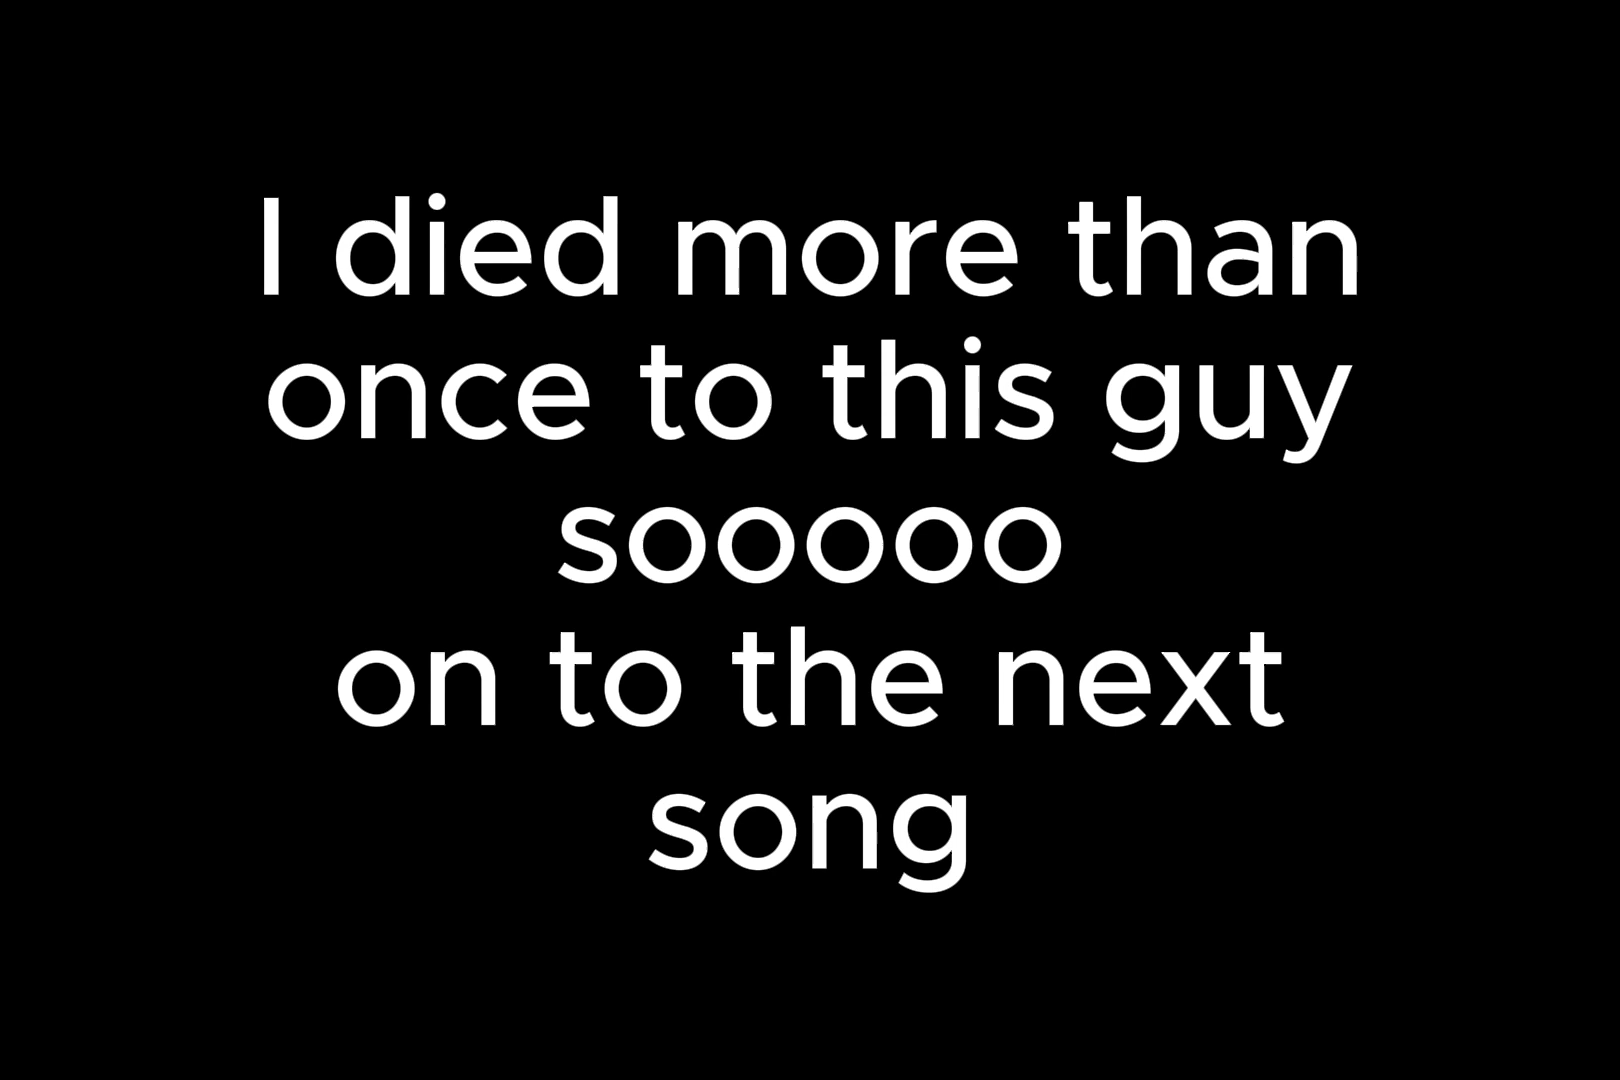 I died more than
once to this guy
sooooo
on to the next
song